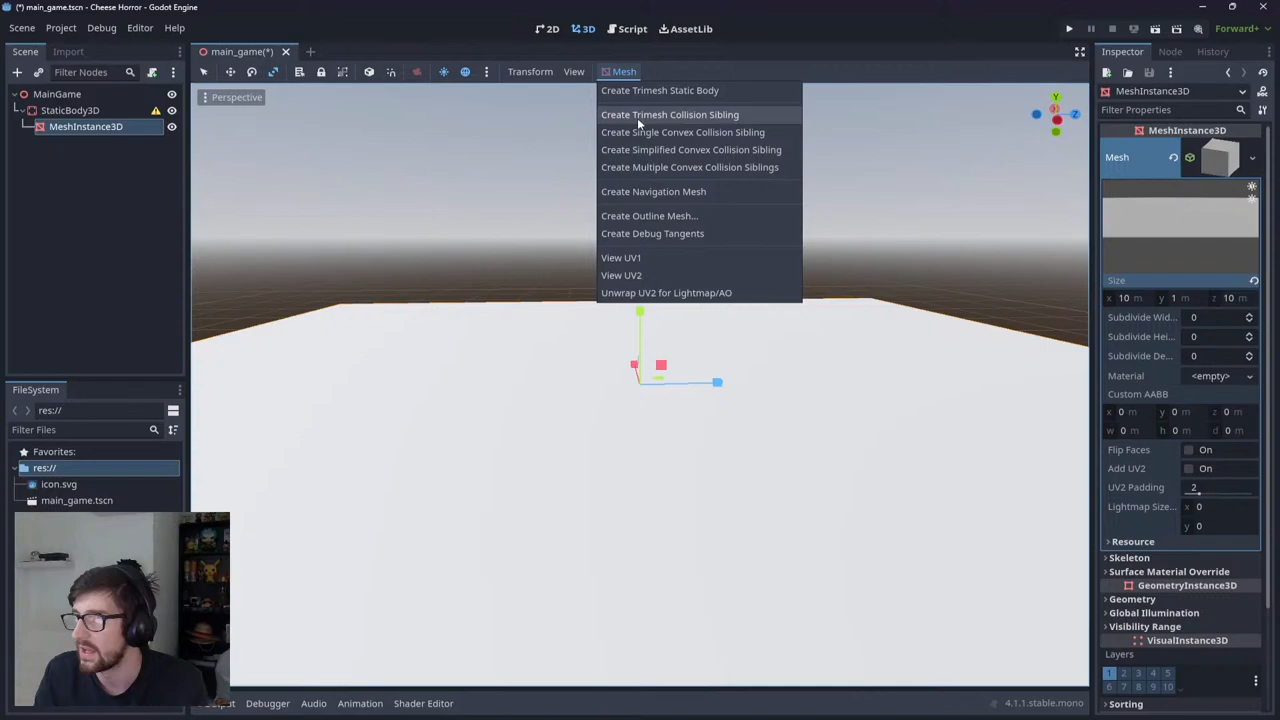 (*) main_game.tscn - Cheese Horror - Godot Engine
Scene Project Debug Editor Help
2D 3D Script AssetLib
Forward+
Scene Import
main_game(*)
Inspector Node History
Filter Nodes
Transform View Mesh
MainGame
StaticBody3D
MeshInstance3D
Perspective
Create Trimesh Static Body
Create Trimesh Collision Sibling
Create Single Convex Collision Sibling
Create Simplified Convex Collision Sibling
Create Multiple Convex Collision Siblings
Create Navigation Mesh
Create Outline Mesh...
Create Debug Tangents
View UV1
View UV2
Unwrap UV2 for Lightmap/AO
Y
Z
MeshInstance3D
Filter Properties
MeshInstance3D
Mesh
Size
x 10 m y 1 m z 10 m
Subdivide Wid... 0
Subdivide Hei... 0
Subdivide De... 0
Material <empty>
Custom AABB
x 0 m y 0 m z 0 m
w 0 m h 0 m d 0 m
Flip Faces On
Add UV2 On
UV2 Padding 2
Lightmap Size... x 0
y 0
Resource
Skeleton
Surface Material Override
GeometryInstance3D
Geometry
Global Illumination
Visibility Range
VisualInstance3D
Layers
1 2 3 4 5
6 7 8 9 10
Sorting
FileSystem
res://
Filter Files
Favorites:
res://
icon.svg
main_game.tscn
Debugger Audio Animation Shader Editor
4.1.1.stable.mono